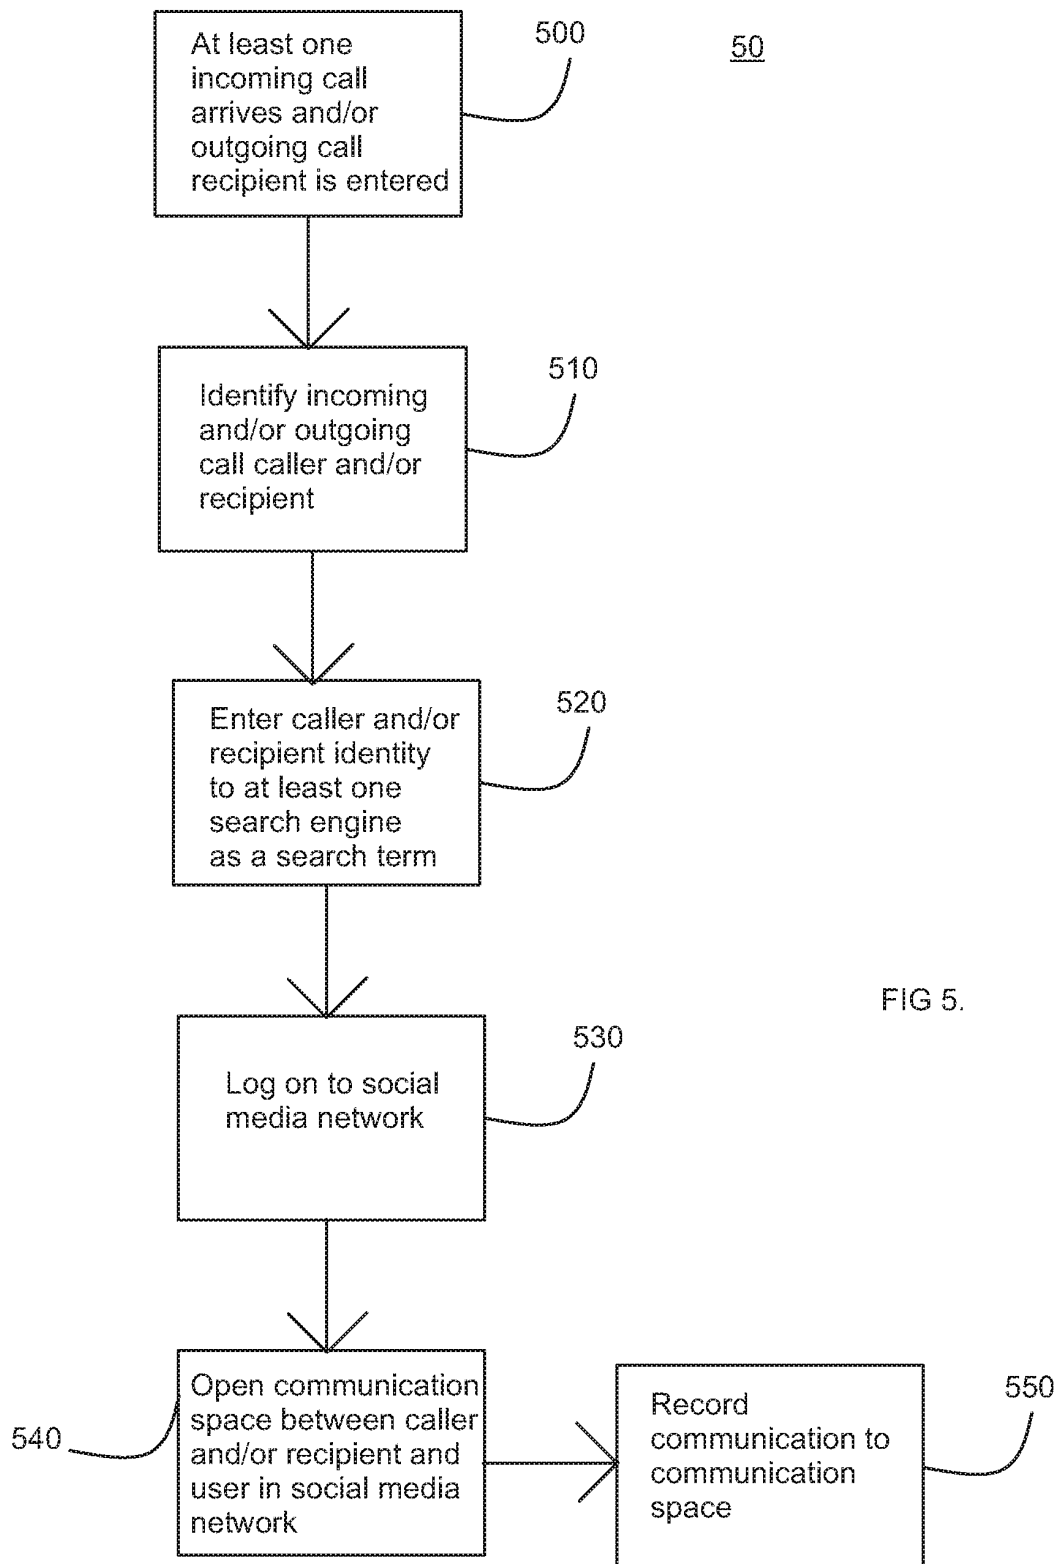 At least one
incoming call
arrives and/or
outgoing call
recipient is entered
500
50
Identify incoming
and/or outgoing
call caller and/or
recipient
510
Enter caller and/or
recipient identity
to at least one
search engine
as a search term
520
FIG 5.
Log on to social
media network
530
Open communication
space between caller
and/or recipient and
user in social media
network
540
Record
communication to
communication
space
550